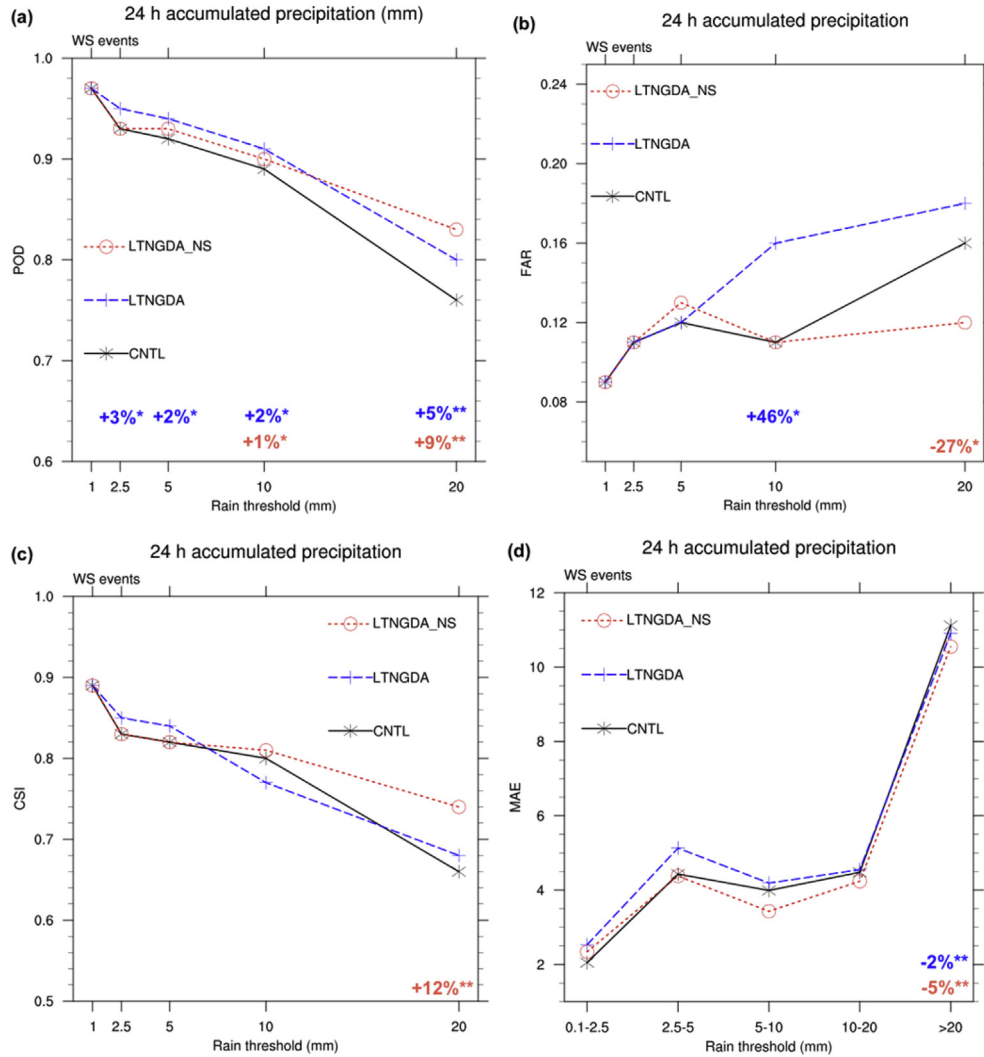 (a)
24 h accumulated precipitation (mm)
WS events
1.0
0.9
0.8
0.7
0.6
POD
LTNGDA_NS
LTNGDA
CNTL
+3%* +2%* +2%* +5%**
+1%* +9%**
1 2.5 5 10 20
Rain threshold (mm)
(b)
24 h accumulated precipitation
WS events
0.24
0.20
0.16
0.12
0.08
FAR
LTNGDA_NS
LTNGDA
CNTL
+46%*
-27%*
1 2.5 5 10 20
Rain threshold (mm)
(c)
24 h accumulated precipitation
WS events
1.0
0.9
0.8
0.7
0.6
0.5
CSI
LTNGDA_NS
LTNGDA
CNTL
+12%**
1 2.5 5 10 20
Rain threshold (mm)
(d)
24 h accumulated precipitation
WS events
12
10
8
6
4
2
MAE
LTNGDA_NS
LTNGDA
CNTL
-2%**
-5%**
0.1-2.5 2.5-5 5-10 10-20 >20
Rain threshold (mm)